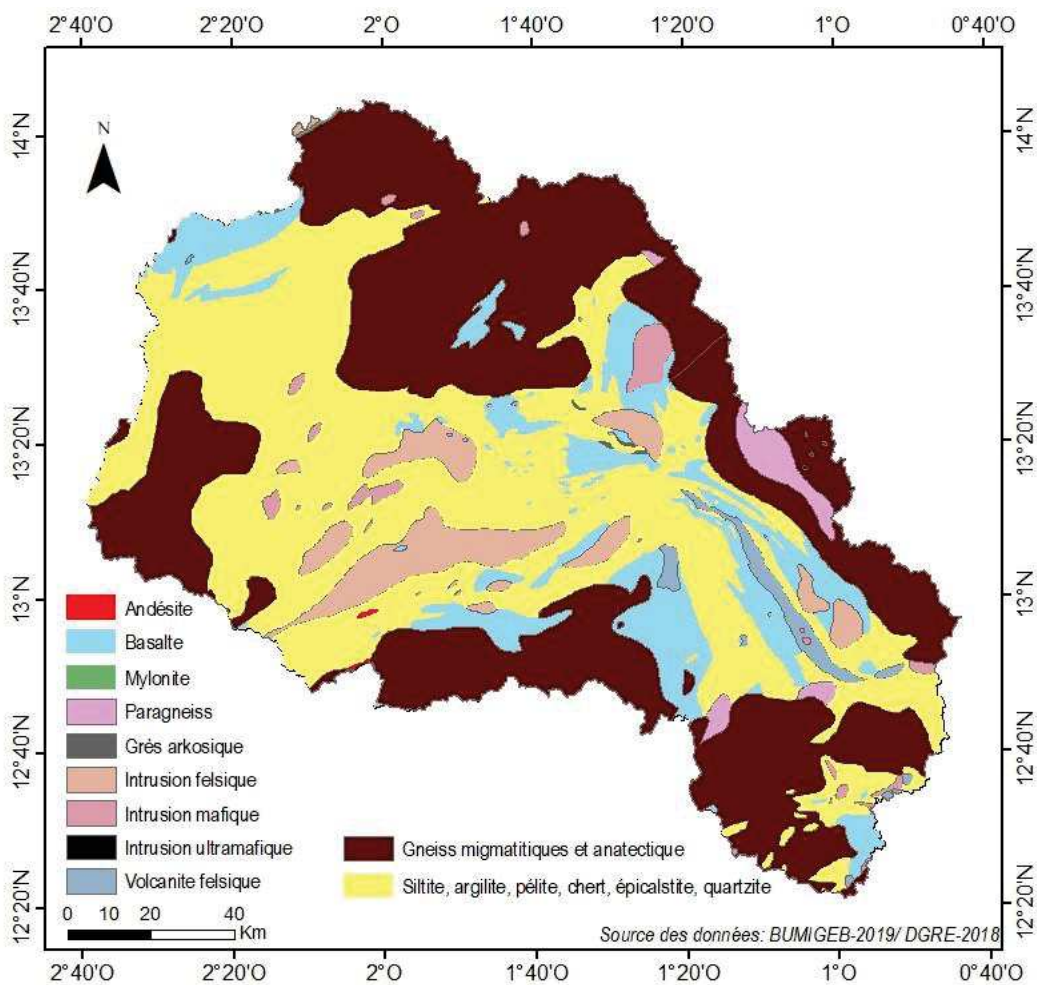 2°40'O 2°20'O 2°O 1°40'O 1°20'O 1°O 0°40'O
14°N 14°N
N
13°40'N 13°40'N
13°20'N 13°20'N
13°N 13°N
Andésite
Basalte
Mylonite
Paragneiss
12°40'N 12°40'N
Grès arkosique
Intrusion felsique
Intrusion mafique
Intrusion ultramafique
Volcanite felsique
Gneiss migmatitiques et anatectique
Siltite, argilite, pélite, chert, épicalstite, quartzite
12°20'N 12°20'N
0 10 20 40
Km
Source des données: BUMIGEB-2019/ DGRE-2018
2°40'O 2°20'O 2°O 1°40'O 1°20'O 1°O 0°40'O